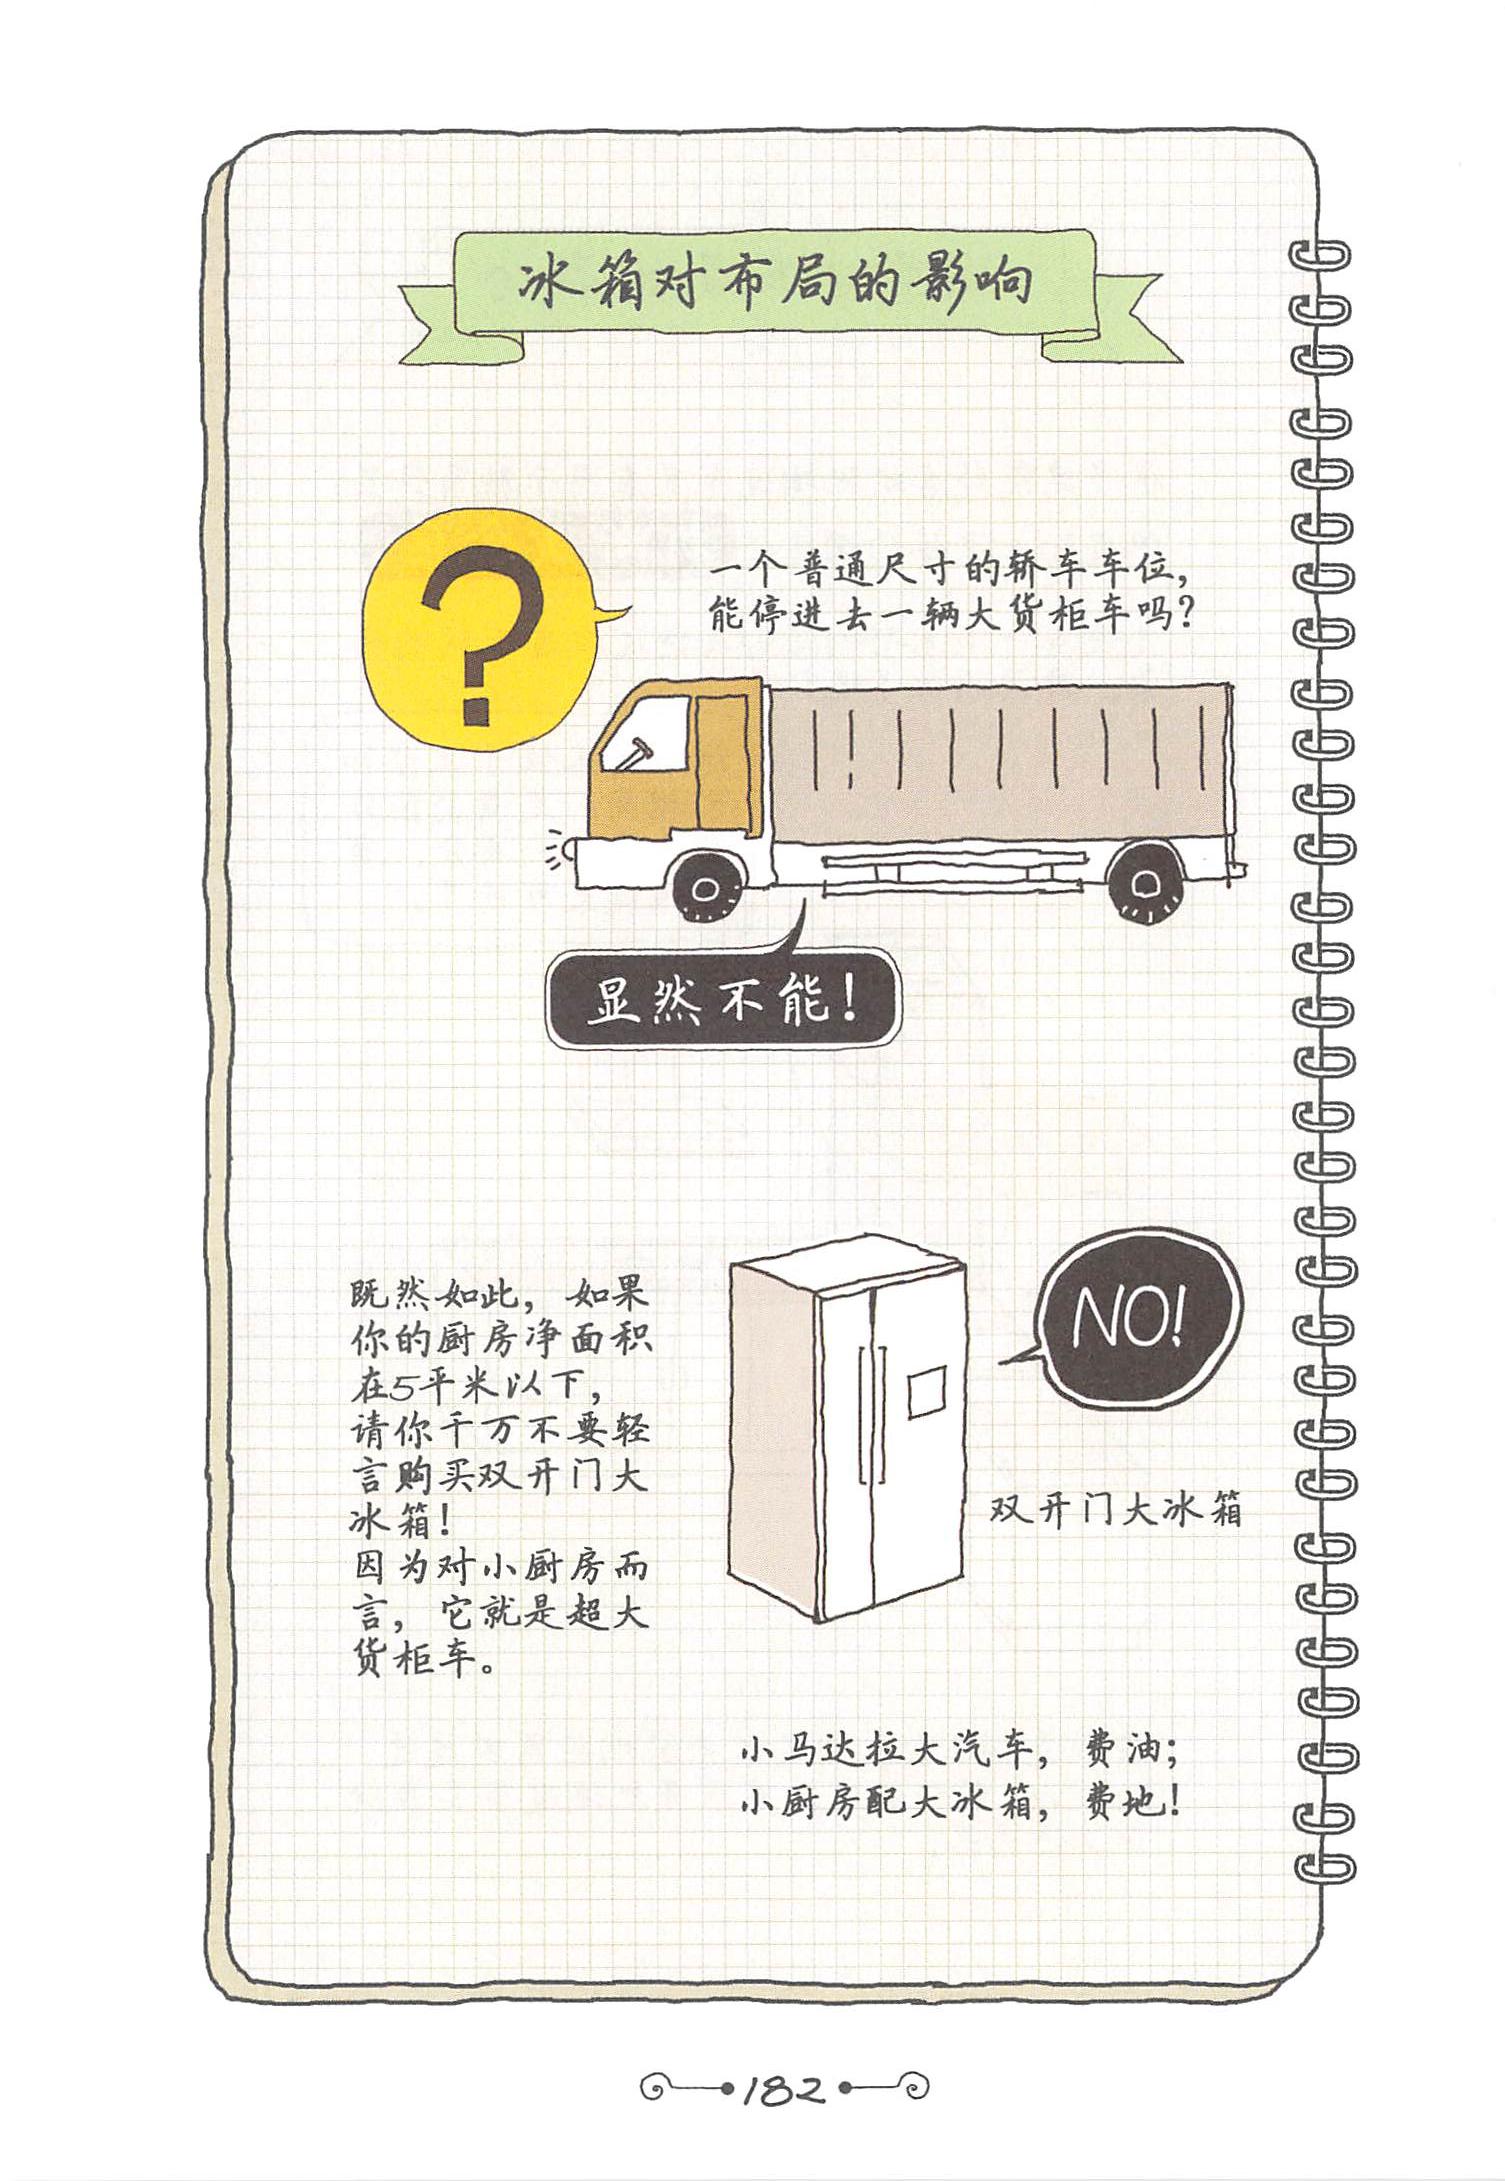 冰箱对布局的影响
?
一个普通尺寸的轿车车位，
能停进去一辆大货柜车吗？
显然不能！
既然如此，如果
你的厨房净面积
在5平米以下，
请你千万不要轻
言购买双开门大
冰箱！
因为对小厨房而
言，它就是超大
货柜车。
NO!
双开门大冰箱
小马达拉大汽车，费油；
小厨房配大冰箱，费地！
182